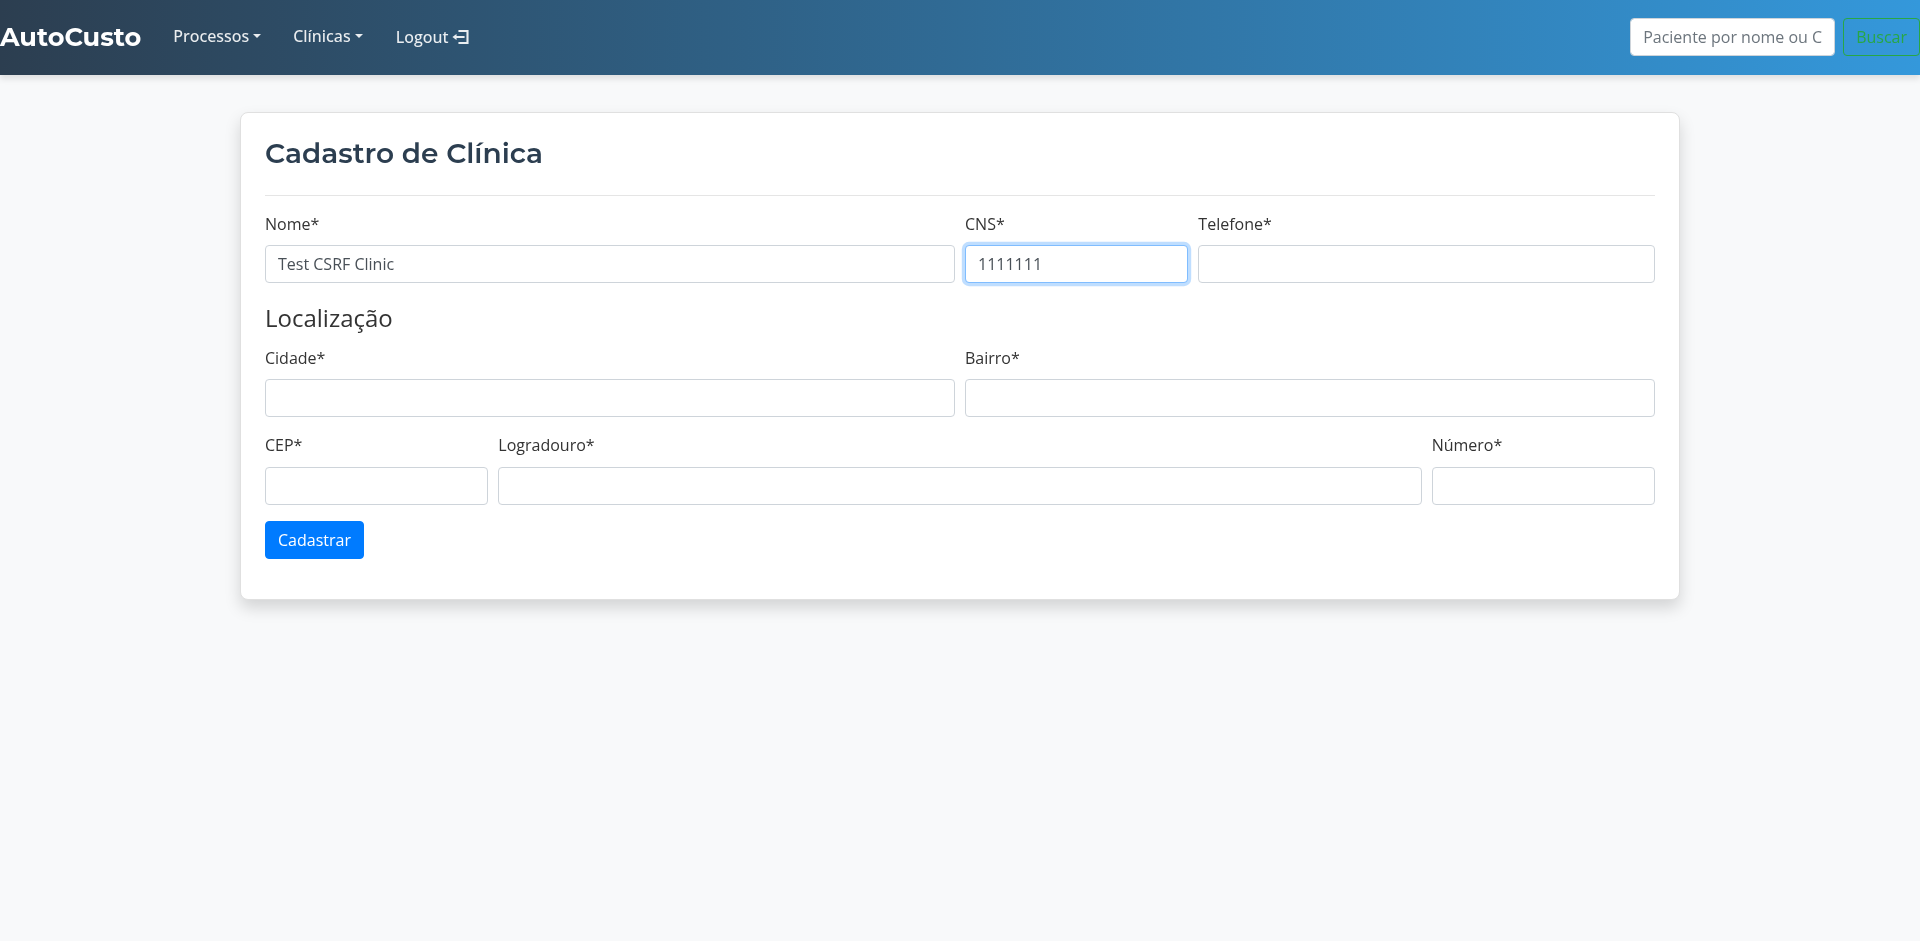 AutoCusto Processos Clínicas Logout Paciente por nome ou C Buscar
Cadastro de Clínica
Nome* CNS* Telefone*
Test CSRF Clinic 1111111
Localização
Cidade* Bairro*
CEP* Logradouro* Número*
Cadastrar